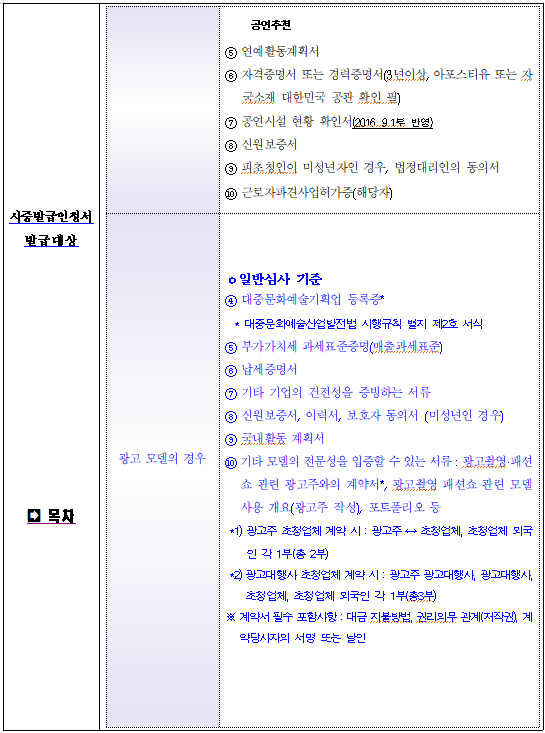 공연추천
⑤ 연예활동계획서
⑥ 자격증명서 또는 경력증명서(3년이상, 아포스티유 또는 자
국소재 대한민국 공관 확인 필)
⑦ 공연시설 현황 확인서(2016. 9.1부 반영)
⑧ 신원보증서
⑨ 피초청인이 미성년자인 경우, 법정대리인의 동의서
⑩ 근로자파견사업허가증(해당자)
사증발급인정서
발급대상
➡ 목차
광고 모델의 경우
ㅇ일반심사 기준
④ 대중문화예술기획업 등록증*
* 대중문화예술산업발전법 시행규칙 별지 제2호 서식
⑤ 부가가치세 과세표준증명(매출과세표준)
⑥ 납세증명서
⑦ 기타 기업의 건전성을 증빙하는 서류
⑧ 신원보증서, 이력서, 보호자 동의서 (미성년인 경우)
⑨ 국내활동 계획서
⑩ 기타 모델의 전문성을 입증할 수 있는 서류 : 광고촬영·패션
쇼 관련 광고주와의 계약서*, 광고촬영 패션쇼 관련 모델
사용 개요(광고주 작성), 포트폴리오 등
*1) 광고주 초청업체 계약 시 : 광고주 ↔ 초청업체, 초청업체 외국
인 각 1부(총 2부)
*2) 광고대행사 초청업체 계약 시 : 광고주 광고대행사, 광고대행사,
초청업체, 초청업체 외국인 각 1부(총3부)
※ 계약서 필수 포함사항 : 대금 지불방법, 권리의무 관계(저작권), 계
약당사자의 서명 또는 날인